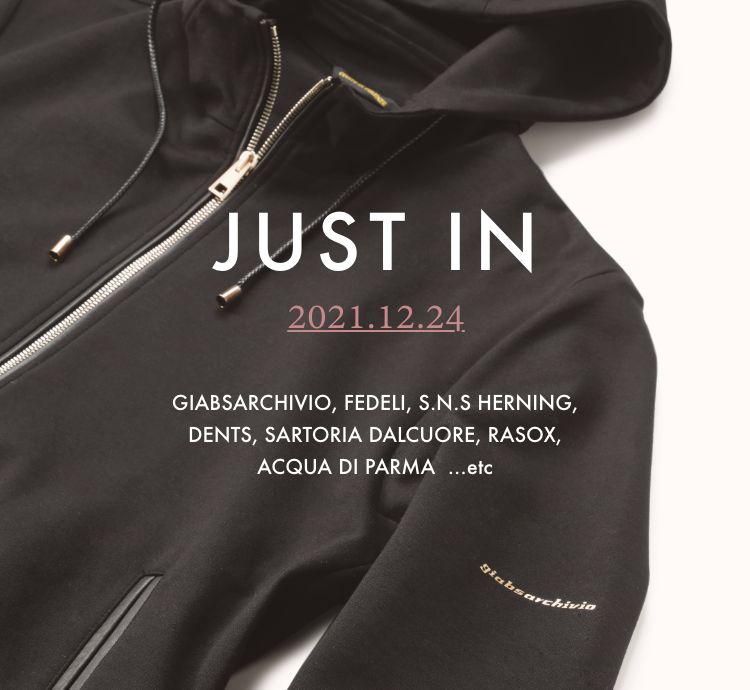 JUST IN
2021.12.24
GIABSARCHIVIO, FEDELI, S.N.S HERNING,
DENTS, SARTORIA DALCUORE, RASOX,
ACQUA DI PARMA ...etc
giabsarchivio